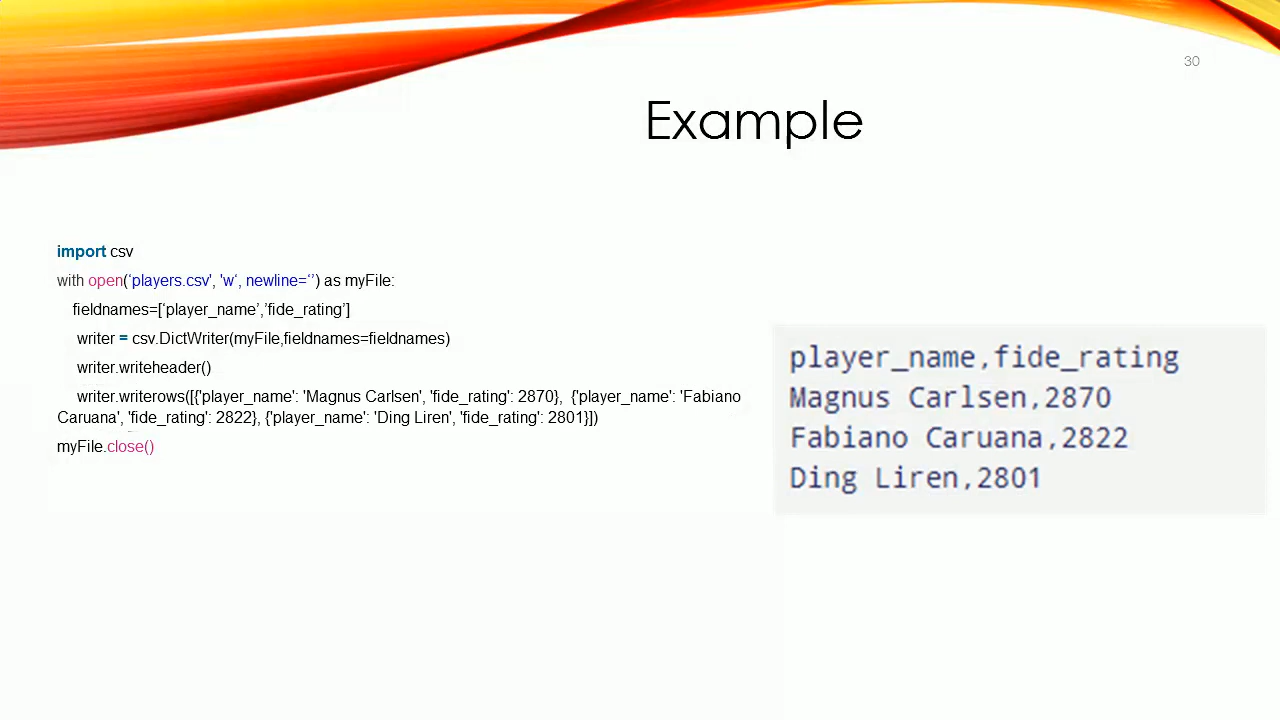 30
Example
import csv
with open(‘players.csv', 'w‘, newline=‘’) as myFile:
fieldnames=[‘player_name’,’fide_rating’]
writer = csv.DictWriter(myFile,fieldnames=fieldnames)
writer.writeheader()
writer.writerows([{'player_name': 'Magnus Carlsen', 'fide_rating': 2870}, {'player_name': 'Fabiano
Caruana', 'fide_rating': 2822}, {'player_name': 'Ding Liren', 'fide_rating': 2801}])
myFile.close()
player_name,fide_rating
Magnus Carlsen,2870
Fabiano Caruana,2822
Ding Liren,2801